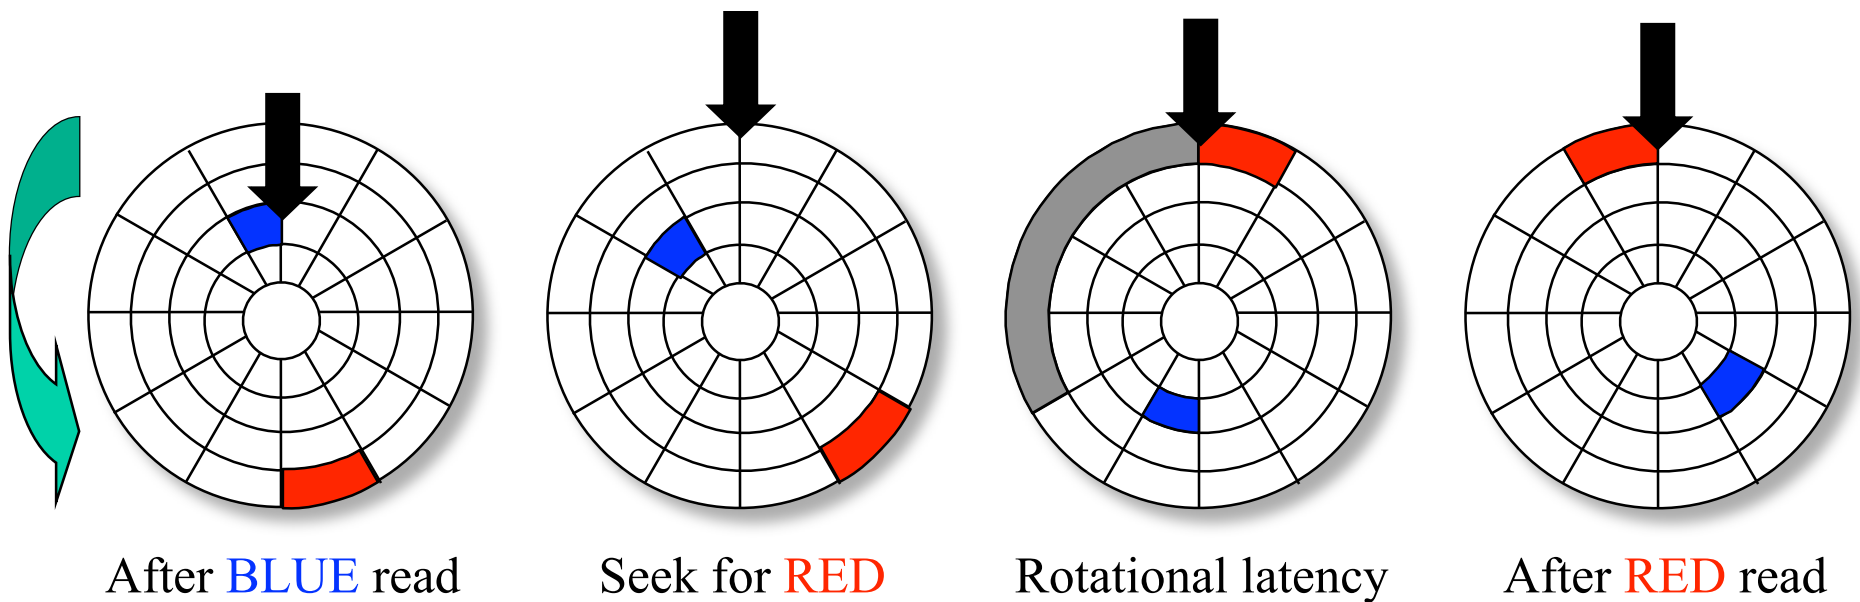 After BLUE read
Seek for RED
Rotational latency
After RED read